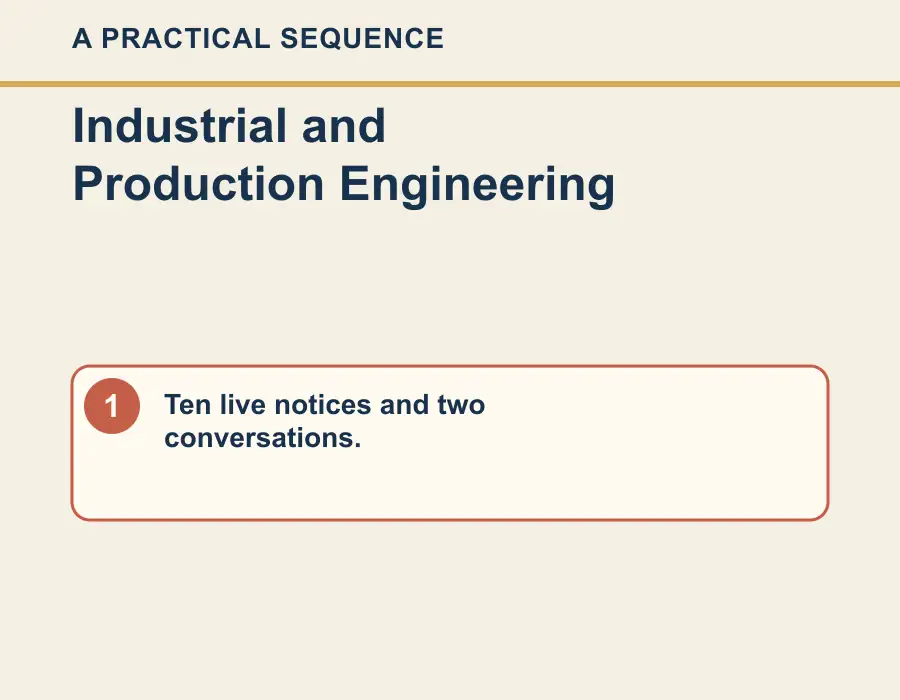 A PRACTICAL SEQUENCE
Industrial and
Production Engineering
1
Ten live notices and two
conversations.